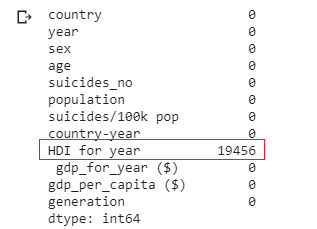 country 0
year 0
sex 0
age 0
suicides_no 0
population 0
suicides/100k pop 0
country-year 0
HDI for year 19456
gdp_for_year ($) 0
gdp_per_capita ($) 0
generation 0
dtype: int64